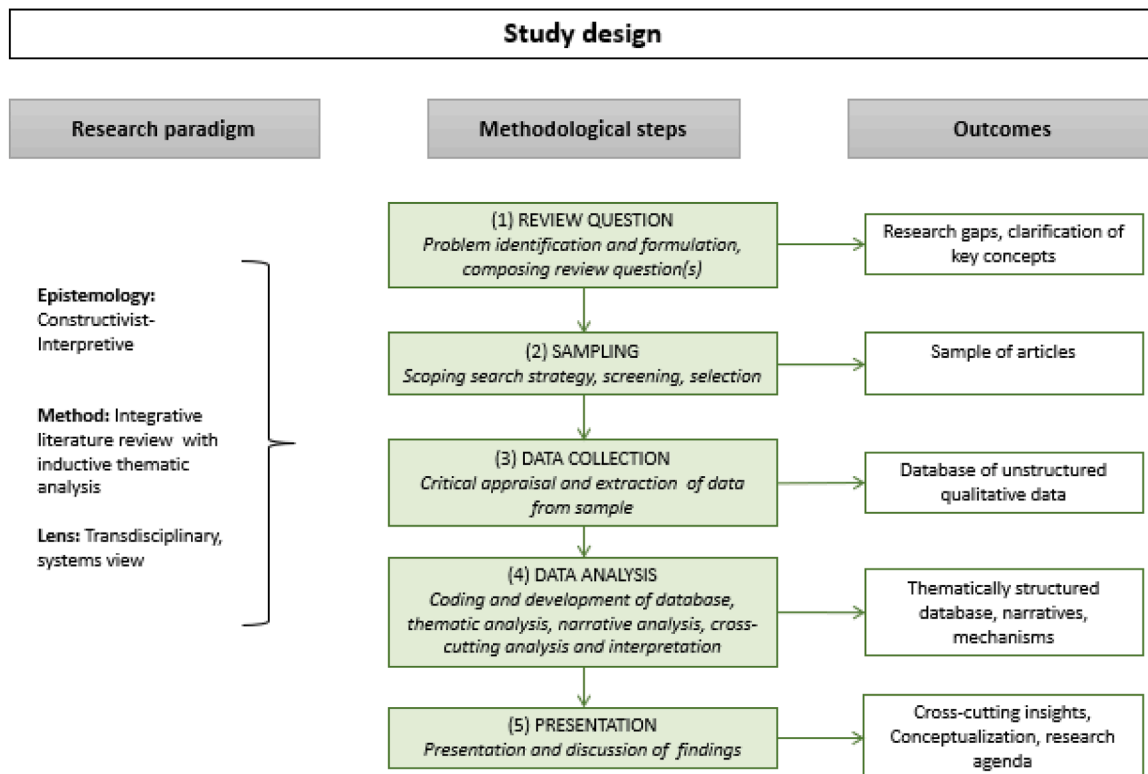 Study design
Research paradigm
Methodological steps
Outcomes
Epistemology:
Constructivist-
Interpretive
Method: Integrative
literature review with
inductive thematic
analysis
Lens: Transdisciplinary,
systems view
(1) REVIEW QUESTION
Problem identification and formulation,
composing review question(s)
Research gaps, clarification of
key concepts
(2) SAMPLING
Scoping search strategy, screening, selection
Sample of articles
(3) DATA COLLECTION
Critical appraisal and extraction of data
from sample
Database of unstructured
qualitative data
(4) DATA ANALYSIS
Coding and development of database,
thematic analysis, narrative analysis, cross-
cutting analysis and interpretation
Thematically structured
database, narratives,
mechanisms
(5) PRESENTATION
Presentation and discussion of findings
Cross-cutting insights,
Conceptualization, research
agenda